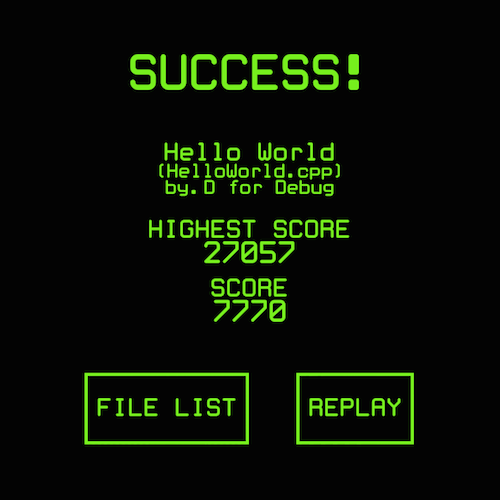 SUCCESS!
Hello World
(HelloWorld.cpp)
by. D for Debug
HIGHEST SCORE
27057
SCORE
7770
FILE LIST
REPLAY